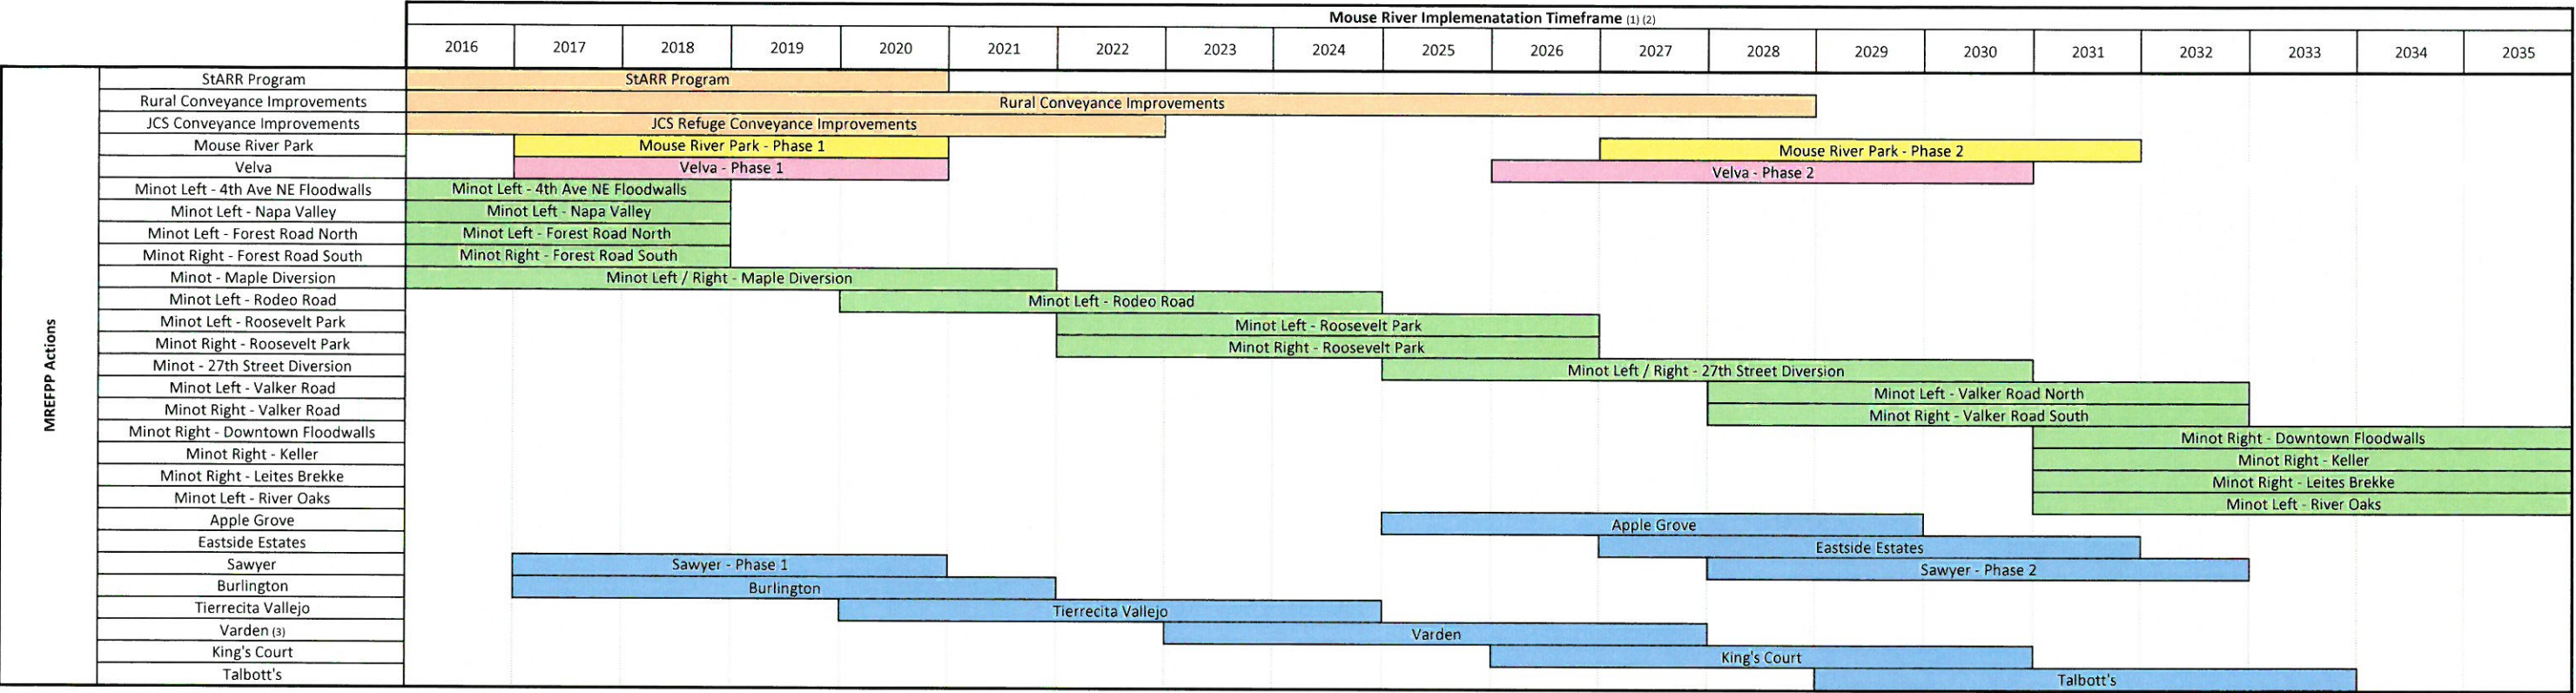 Mouse River Implemenatation Timeframe (1) (2)
2016 2017 2018 2019 2020 2021 2022 2023 2024 2025 2026 2027 2028 2029 2030 2031 2032 2033 2034 2035
MREFPP Actions
StARR Program StARR Program
Rural Conveyance Improvements Rural Conveyance Improvements
JCS Conveyance Improvements JCS Refuge Conveyance Improvements
Mouse River Park Mouse River Park - Phase 1 Mouse River Park - Phase 2
Velva Velva - Phase 1 Velva - Phase 2
Minot Left - 4th Ave NE Floodwalls Minot Left - 4th Ave NE Floodwalls
Minot Left - Napa Valley Minot Left - Napa Valley
Minot Left - Forest Road North Minot Left - Forest Road North
Minot Right - Forest Road South Minot Right - Forest Road South
Minot - Maple Diversion Minot Left / Right - Maple Diversion
Minot Left - Rodeo Road Minot Left - Rodeo Road
Minot Left - Roosevelt Park Minot Left - Roosevelt Park
Minot Right - Roosevelt Park Minot Right - Roosevelt Park
Minot - 27th Street Diversion Minot Left / Right - 27th Street Diversion
Minot Left - Valker Road Minot Left - Valker Road North
Minot Right - Valker Road Minot Right - Valker Road South
Minot Right - Downtown Floodwalls Minot Right - Downtown Floodwalls
Minot Right - Keller Minot Right - Keller
Minot Right - Leites Brekke Minot Right - Leites Brekke
Minot Left - River Oaks Minot Left - River Oaks
Apple Grove Apple Grove
Eastside Estates Eastside Estates
Sawyer Sawyer - Phase 1 Sawyer - Phase 2
Burlington Burlington
Tierrecita Vallejo Tierrecita Vallejo
Varden (3) Varden
King's Court King's Court
Talbott's Talbott's